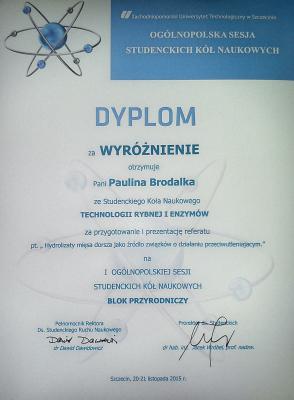 Zachodniopomorski Uniwersytet Technologiczny w Szczecinie
OGÓLNOPOLSKA SESJA
STUDENCKICH KÓŁ NAUKOWYCH
DYPLOM
za WYRÓŻNIENIE
otrzymuje
Pani Paulina Brodalka
ze Studenckiego Koła Naukowego
TECHNOLOGII RYBNEJ I ENZYMÓW
za przygotowanie i prezentację referatu
pt. „ Hydrolizaty mięsa dorsza jako źródło związków o działaniu przeciwutleniającym."
na
I OGÓLNOPOLSKIEJ SESJI
STUDENCKICH KÓŁ NAUKOWYCH
BLOK PRZYRODNICZY
Pełnomocnik Rektora
Ds. Studenckiego Ruchu Naukowego
dr Dawid Dawidowicz
Prorektor ds. Studenckich
dr hab. inż. Jacek Wróbel, prof. nadzw.
Szczecin, 20-21 listopada 2015 r.